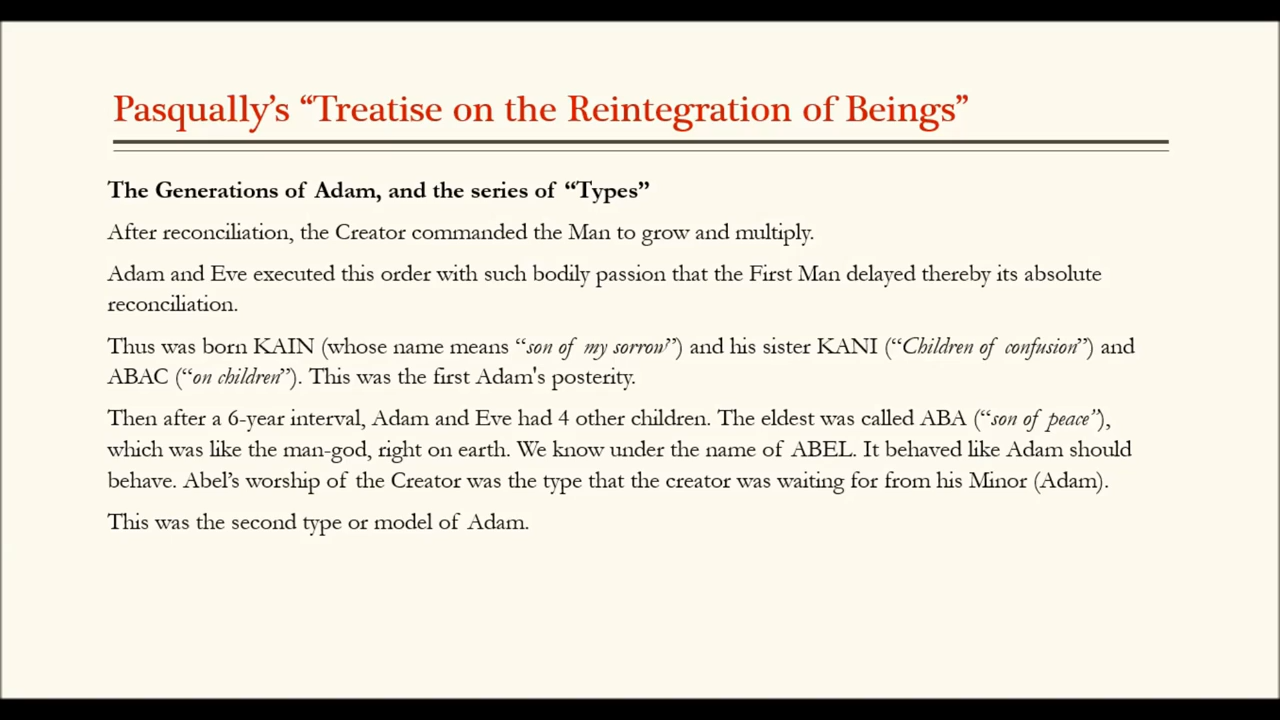 Pasqually’s “Treatise on the Reintegration of Beings”
The Generations of Adam, and the series of “Types”
After reconciliation, the Creator commanded the Man to grow and multiply.
Adam and Eve executed this order with such bodily passion that the First Man delayed thereby its absolute
reconciliation.
Thus was born KAIN (whose name means “son of my sorrow”) and his sister KANI (“Children of confusion”) and
ABAC (“on children”). This was the first Adam's posterity.
Then after a 6-year interval, Adam and Eve had 4 other children. The eldest was called ABA (“son of peace”),
which was like the man-god, right on earth. We know under the name of ABEL. It behaved like Adam should
behave. Abel’s worship of the Creator was the type that the creator was waiting for from his Minor (Adam).
This was the second type or model of Adam.